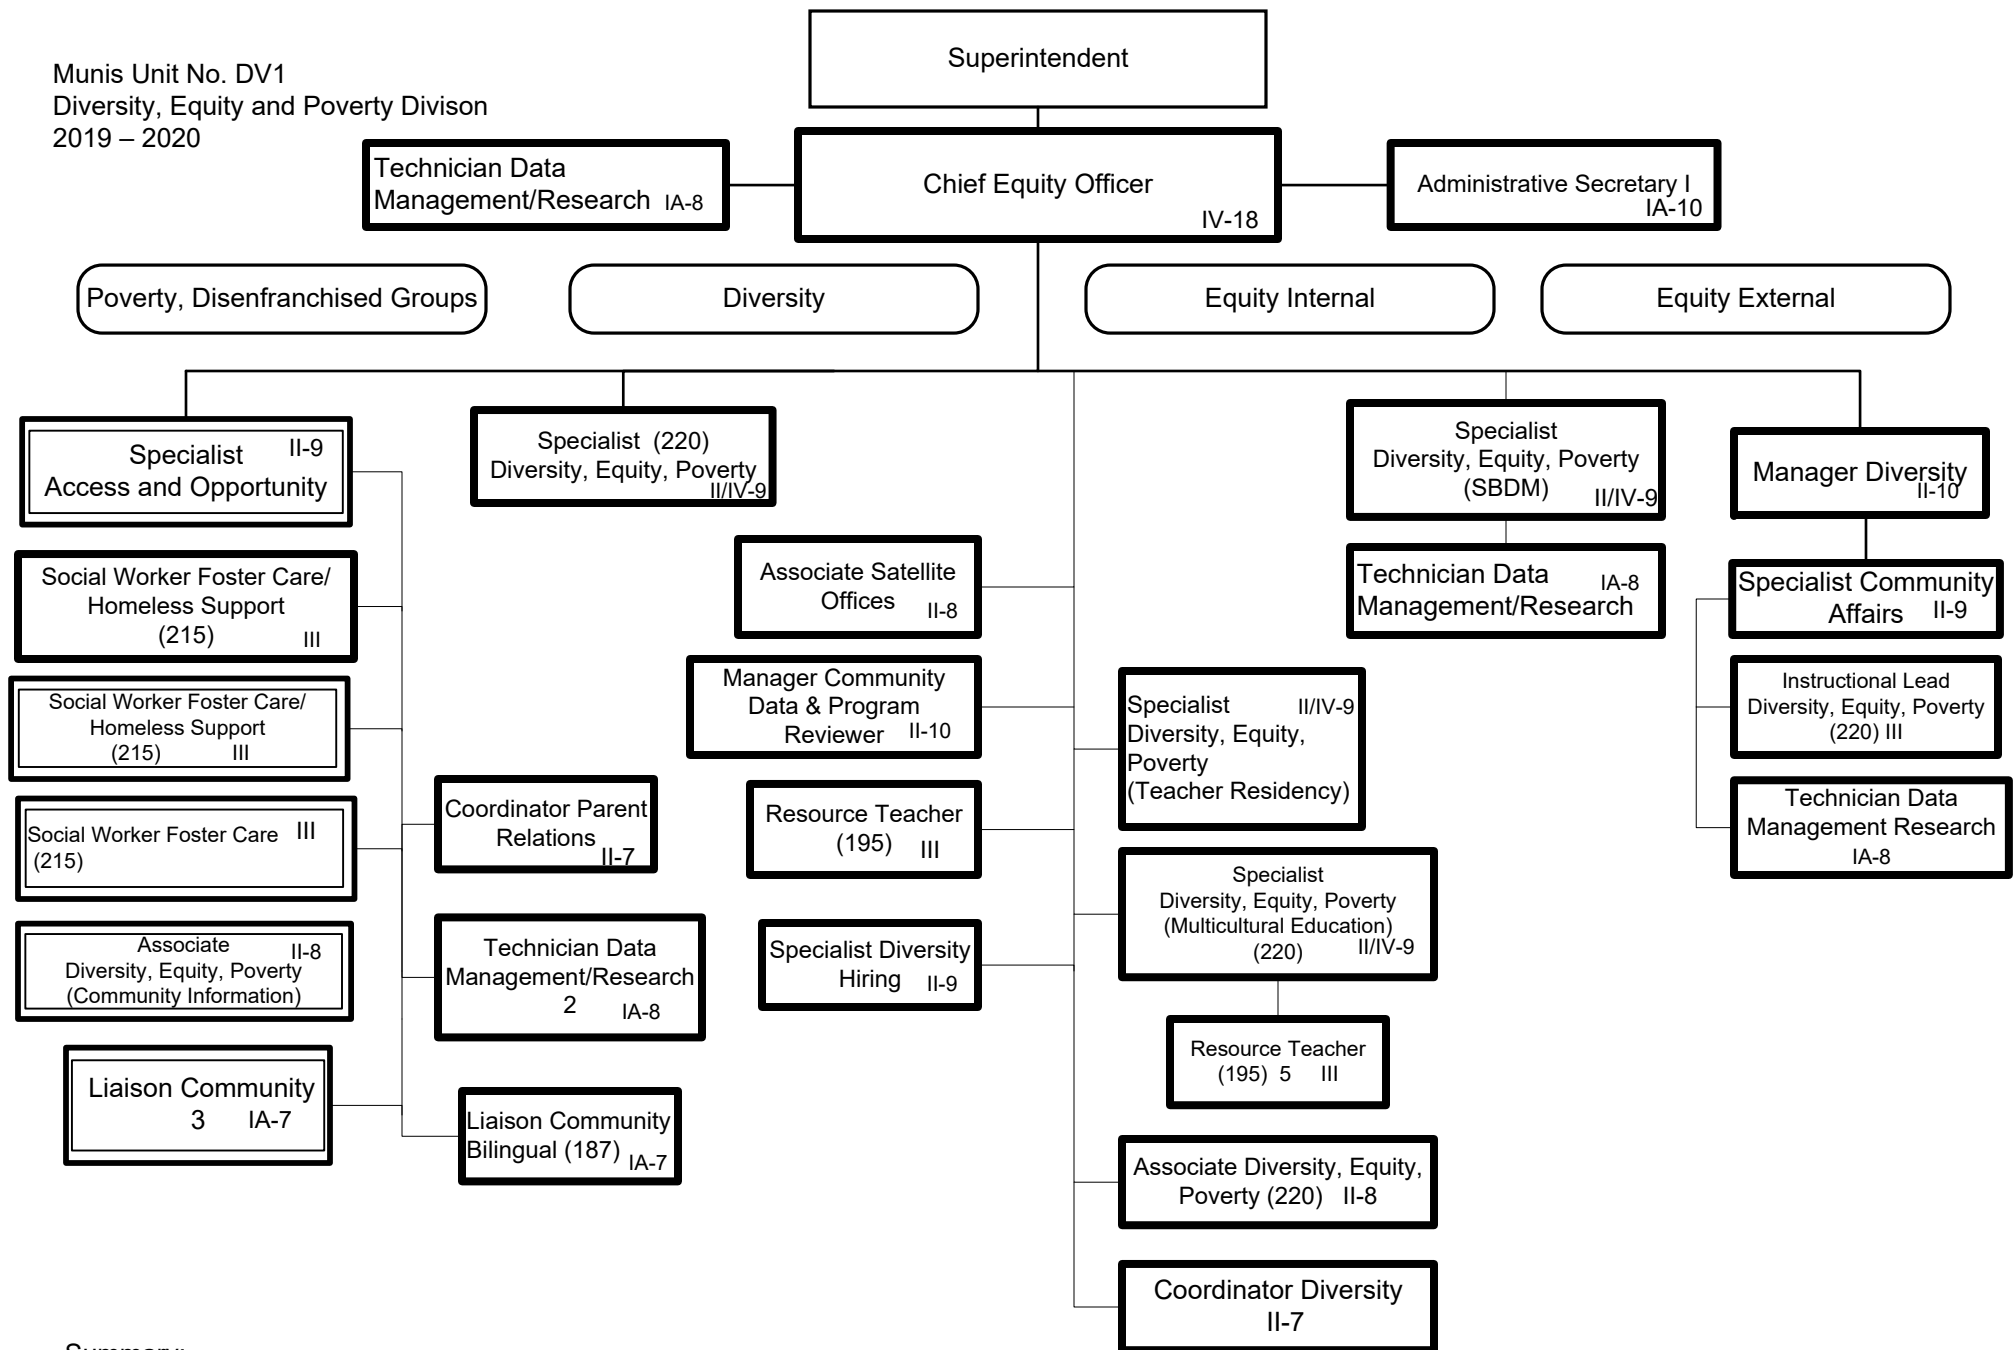 Munis Unit No. DV1
Diversity, Equity and Poverty Divison
2019 – 2020
Superintendent
Technician Data
Management/Research IA-8
Chief Equity Officer
IV-18
Administrative Secretary I
IA-10
Poverty, Disenfranchised Groups
Diversity
Equity Internal
Equity External
Specialist II-9
Access and Opportunity
Social Worker Foster Care/
Homeless Support
(215) III
Social Worker Foster Care/
Homeless Support
(215) III
Social Worker Foster Care III
(215)
Associate II-8
Diversity, Equity, Poverty
(Community Information)
Liaison Community
3 IA-7
Coordinator Parent
Relations
II-7
Technician Data
Management/Research
2 IA-8
Liaison Community
Bilingual (187) IA-7
Specialist (220)
Diversity, Equity, Poverty
II/IV-9
Associate Satellite
Offices II-8
Manager Community
Data & Program
Reviewer II-10
Resource Teacher
(195) III
Specialist Diversity
Hiring II-9
Specialist II/IV-9
Diversity, Equity,
Poverty
(Teacher Residency)
Specialist
Diversity, Equity, Poverty
(Multicultural Education)
(220) II/IV-9
Resource Teacher
(195) 5 III
Associate Diversity, Equity,
Poverty (220) II-8
Coordinator Diversity
II-7
Specialist
Diversity, Equity, Poverty
(SBDM) II/IV-9
Technician Data IA-8
Management/Research
Manager Diversity
II-10
Specialist Community
Affairs II-9
Instructional Lead
Diversity, Equity, Poverty
(220) III
Technician Data
Management Research
IA-8